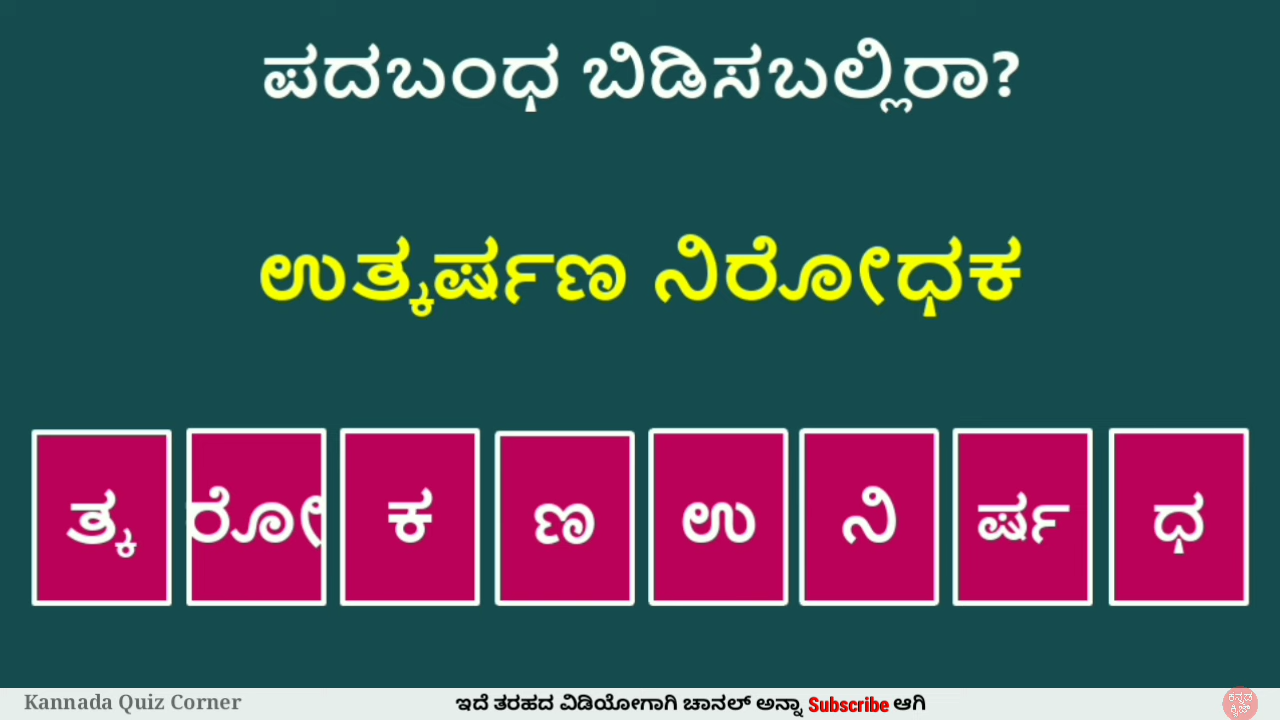 ಪದಬಂಧ ಬಿಡಿಸಬಲ್ಲಿರಾ?
ಉತ್ಕರ್ಷಣ ನಿರೋಧಕ
ತ್ಕ ರೋ ಕ ಣ ಉ ನಿ ರ್ಷ ಧ
Kannada Quiz Corner ಇದೆ ತರಹದ ವಿಡಿಯೋಗಾಗಿ ಚಾನಲ್ ಅನ್ನಾ Subscribe ಆಗಿ